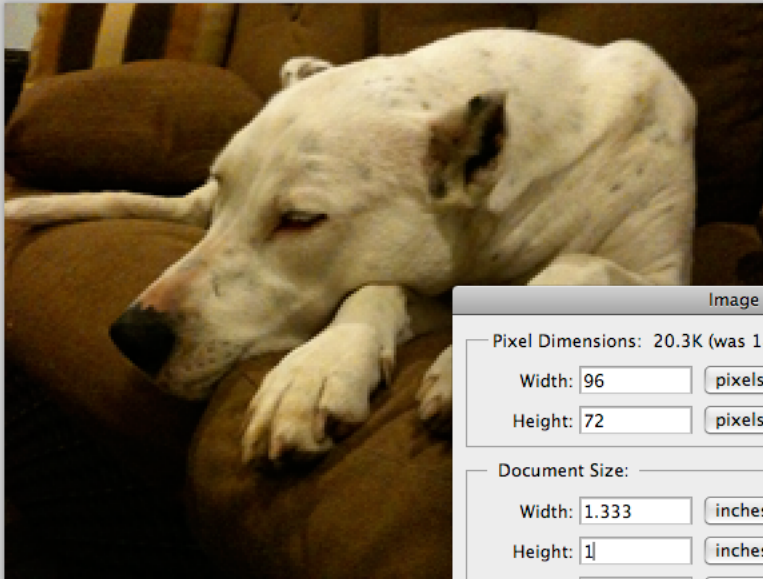 Image
Pixel Dimensions: 20.3K (was 1
Width: 96 pixels
Height: 72 pixels
Document Size:
Width: 1.333 inches
Height: 1 inches